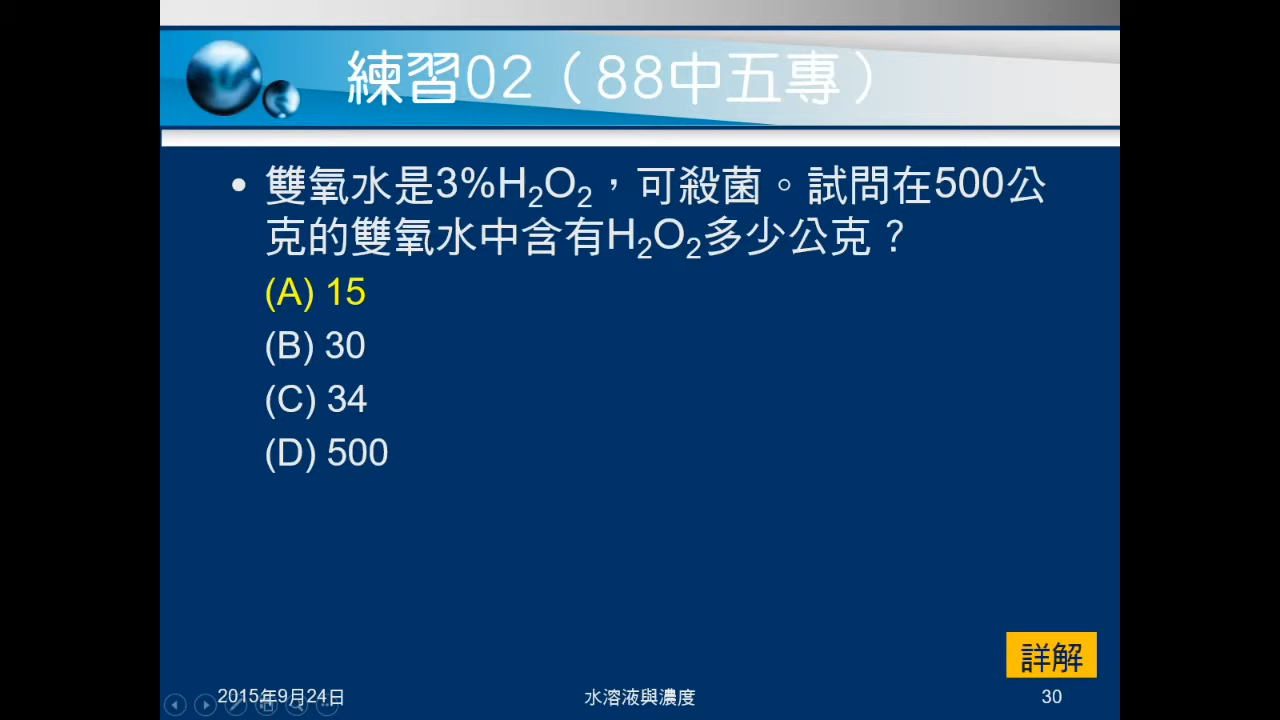 練習02（88中五專）
• 雙氧水是3%H₂O₂，可殺菌。試問在500公
克的雙氧水中含有H₂O₂多少公克？
(A) 15
(B) 30
(C) 34
(D) 500
詳解
2015年9月24日 水溶液與濃度 30